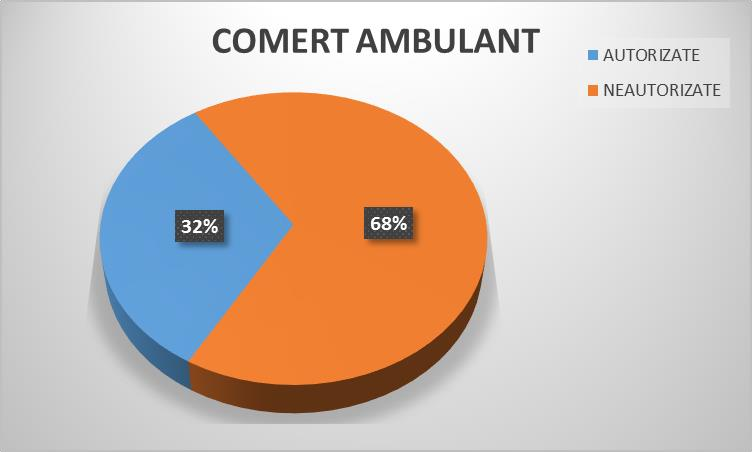 COMERT AMBULANT
AUTORIZATE
NEAUTORIZATE
32%
68%